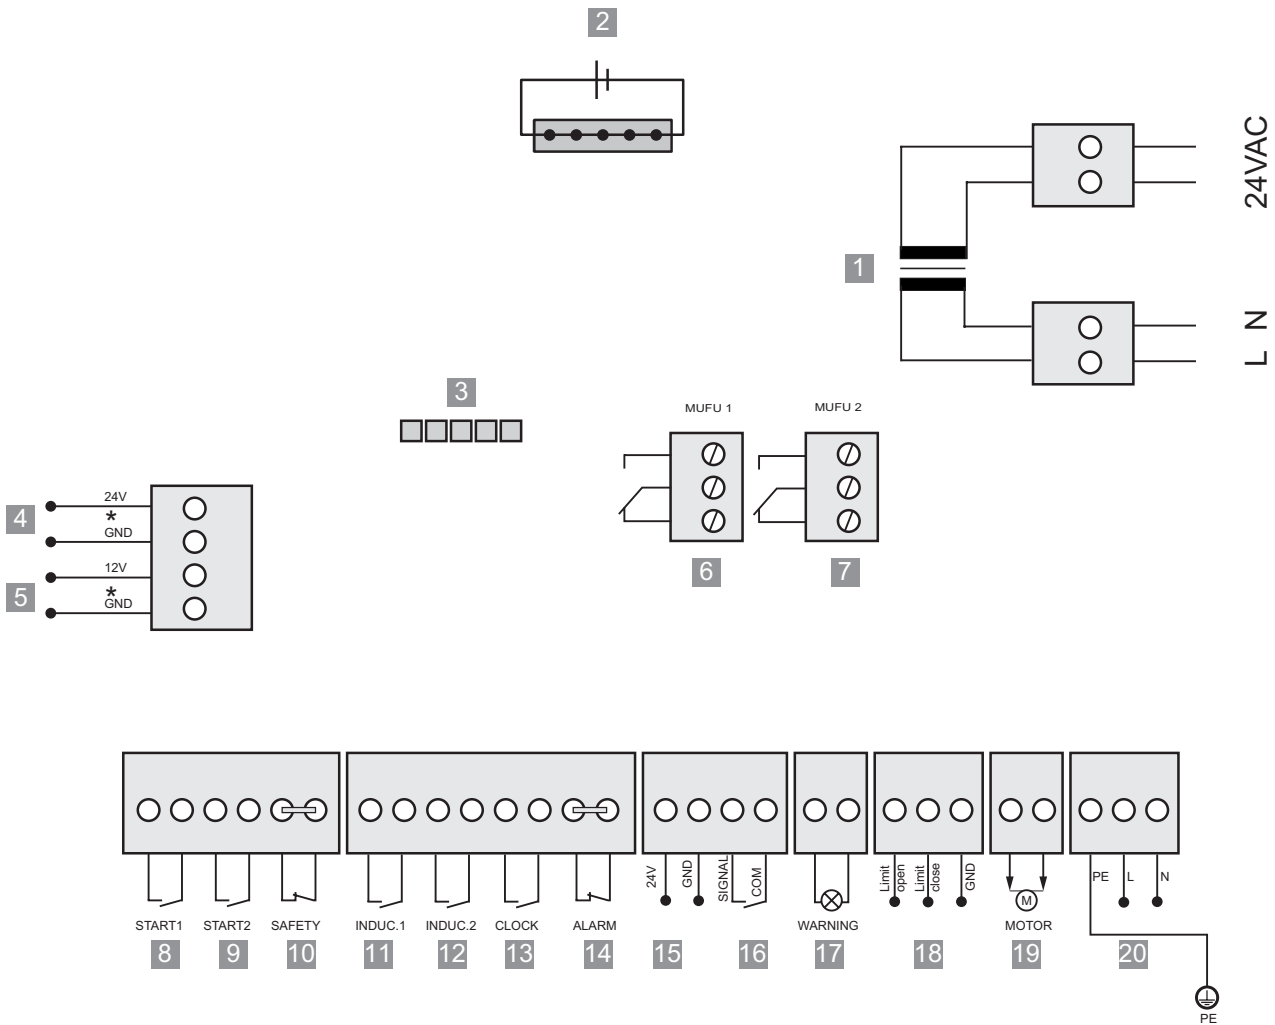 2
24VAC
1
L N
3
MUFU 1
MUFU 2
24V
4
*
GND
12V
5
*
GND
6
7
24V
GND
SIGNAL
COM
Limit
open
Limit
close
GND
PE
L
N
M
START1
START2
SAFETY
INDUC.1
INDUC.2
CLOCK
ALARM
WARNING
MOTOR
8
9
10
11
12
13
14
15
16
17
18
19
20
PE